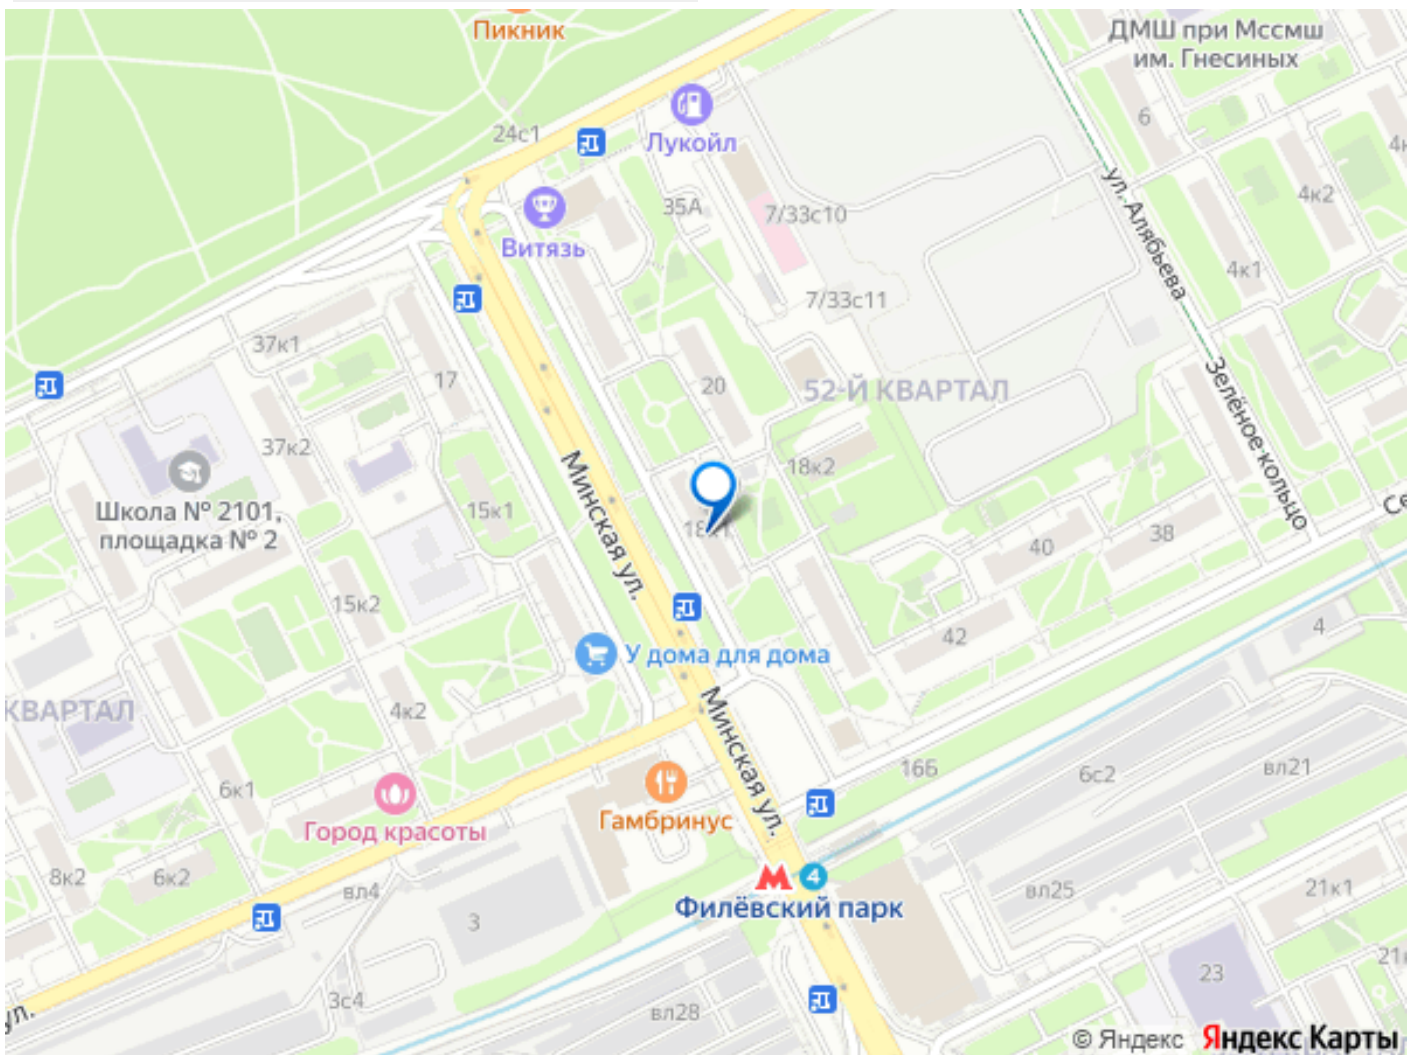 Пикник
ДМШ при Мссмш
им. Гнесиных
24с1
Лукойл
6
ул. Алябьева
4к2
35А
7/33с10
Витязь
4к1
7/33с11
37к1
17
20
52-Й КВАРТАЛ
Зелёное кольцо
37к2
18к2
Минская ул.
15к1
Школа № 2101,
площадка № 2
40
38
15к2
42
4
У дома для дома
КВАРТАЛ
4к2
Минская ул.
16Б
6с2
вл21
6к1
Гамбринус
Город красоты
8к2
6к2
вл4
4
вл25
21к1
Филёвский парк
3
23
3с4
вл28
ул.
© Яндекс Яндекс Карты